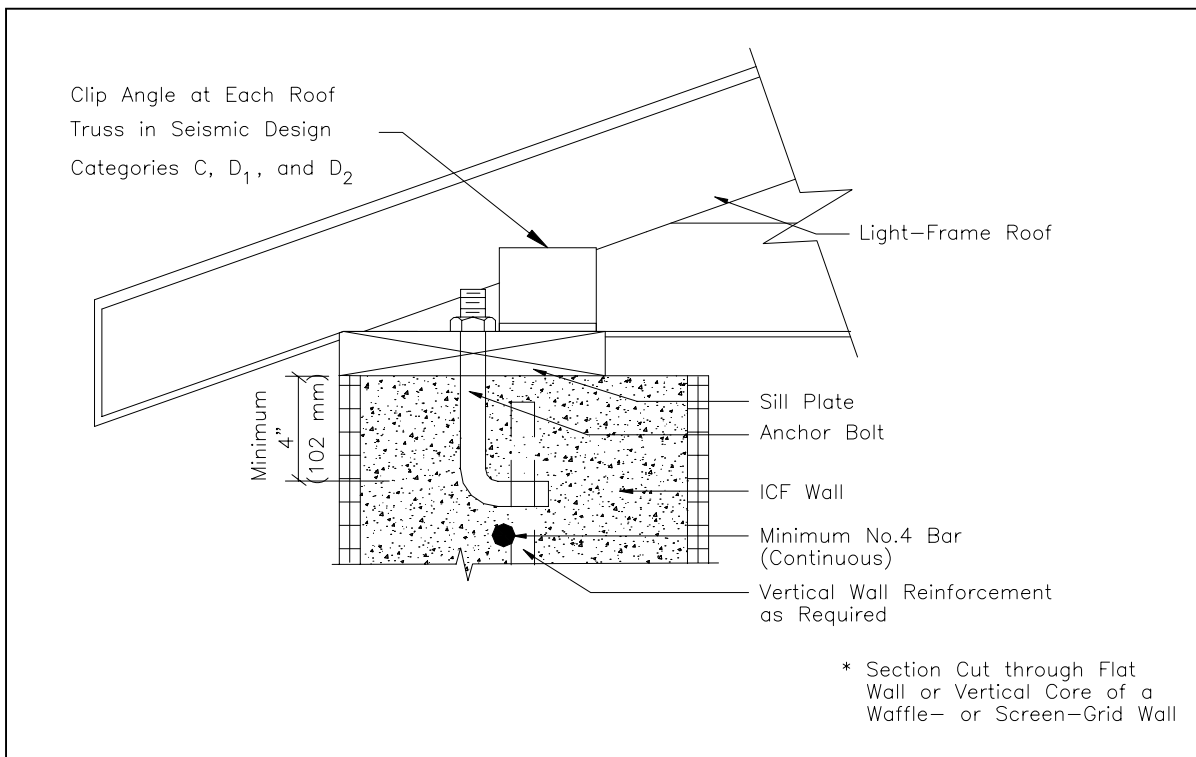 Clip Angle at Each Roof
Truss in Seismic Design
Categories C, D₁, and D₂
Light-Frame Roof
Minimum
4"
(102 mm)
Sill Plate
Anchor Bolt
ICF Wall
Minimum No.4 Bar
(Continuous)
Vertical Wall Reinforcement
as Required
* Section Cut through Flat
Wall or Vertical Core of a
Waffle- or Screen-Grid Wall